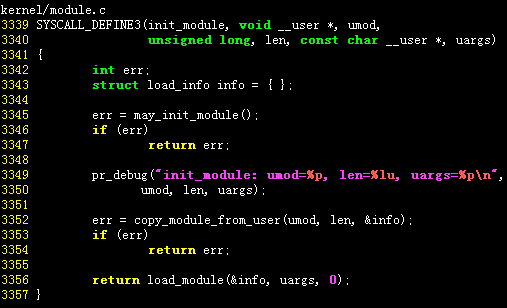 kernel/module.c
3339 SYSCALL_DEFINE3(init_module, void __user *, umod,
3340                 unsigned long, len, const char __user *, uargs)
3341 {
3342         int err;
3343         struct load_info info = { };
3344
3345         err = may_init_module();
3346         if (err)
3347                 return err;
3348
3349         pr_debug("init_module: umod=%p, len=%lu, uargs=%p\n",
3350                umod, len, uargs);
3351
3352         err = copy_module_from_user(umod, len, &info);
3353         if (err)
3354                 return err;
3355
3356         return load_module(&info, uargs, 0);
3357 }